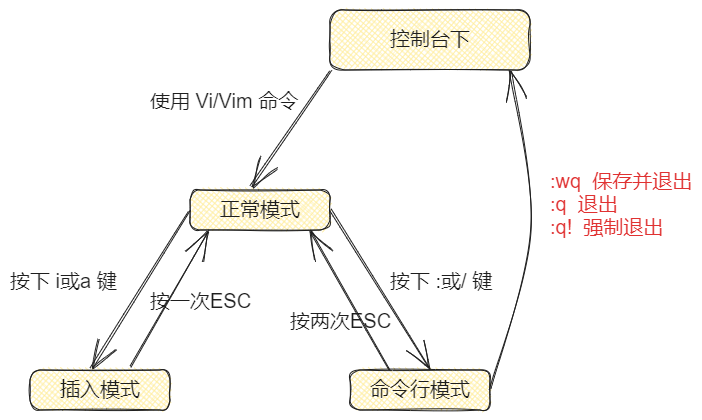 控制台下
使用 Vi/Vim 命令
:wq  保存并退出
:q  退出
:q!  强制退出
正常模式
按下 i或a 键
按一次ESC
按两次ESC
按下 :或/ 键
插入模式
命令行模式